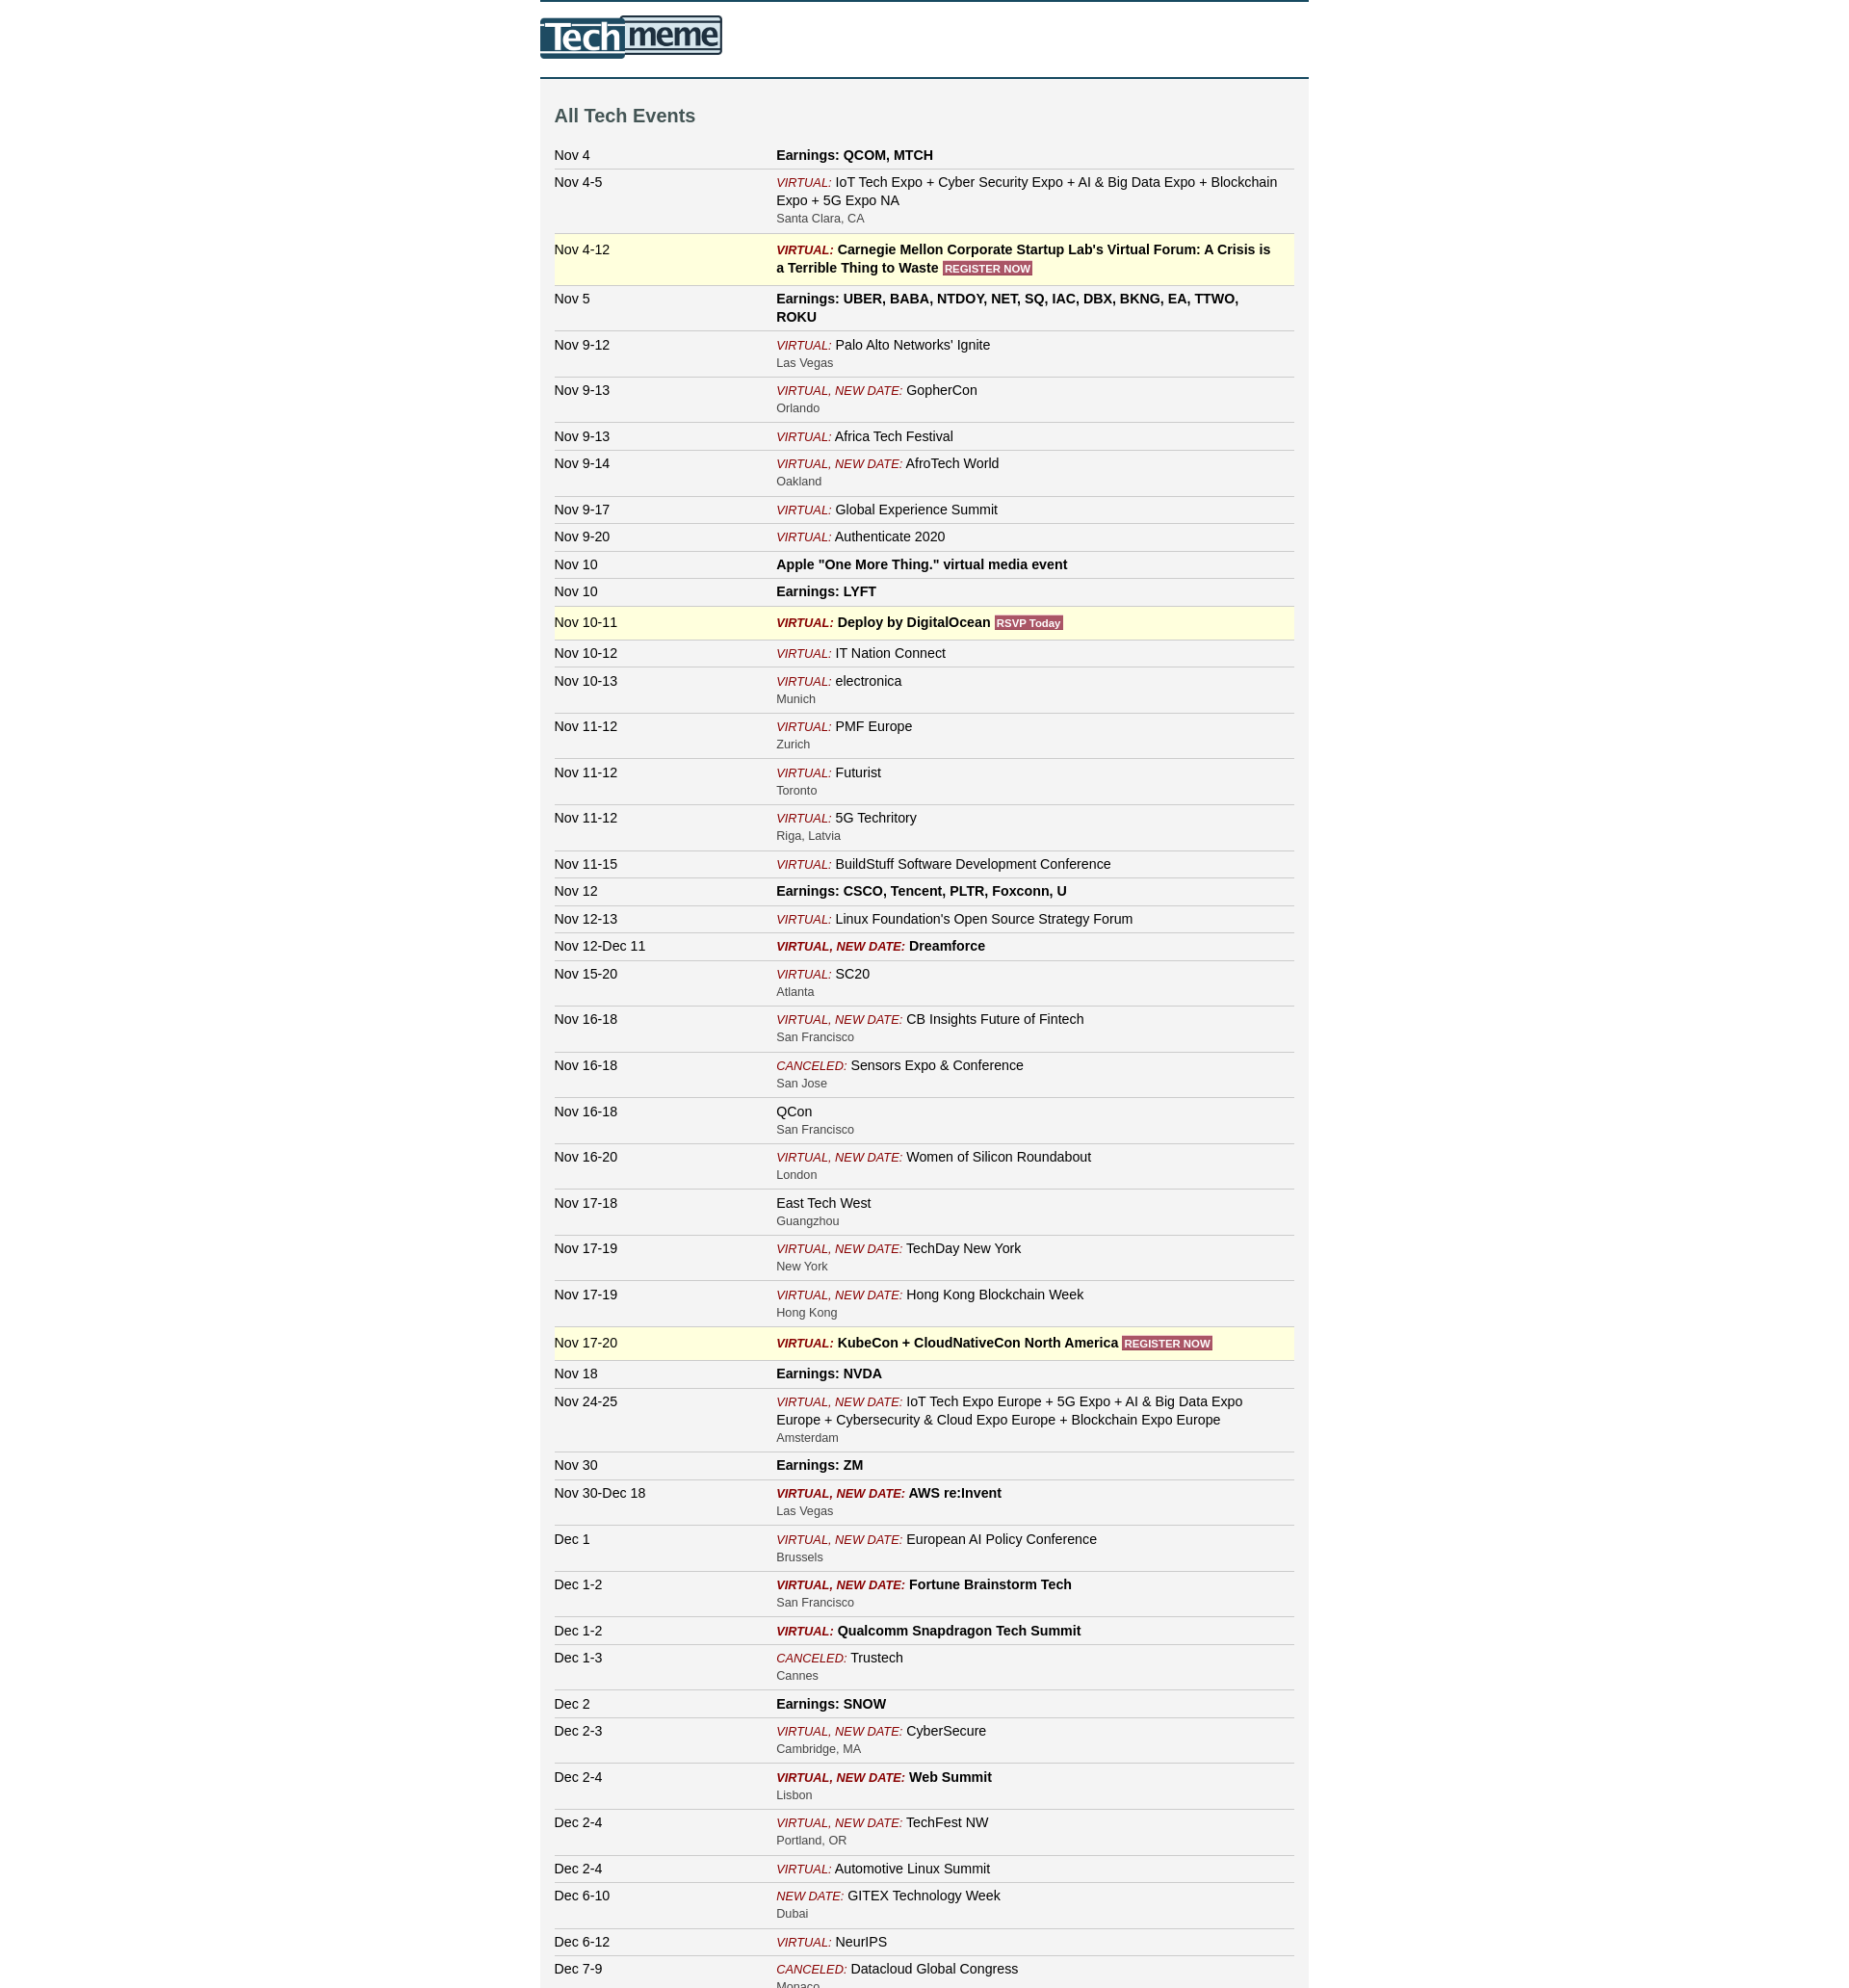 Techmeme
All Tech Events
Nov 4 Earnings: QCOM, MTCH
Nov 4-5 VIRTUAL: IoT Tech Expo + Cyber Security Expo + AI & Big Data Expo + Blockchain
Expo + 5G Expo NA
Santa Clara, CA
Nov 4-12 VIRTUAL: Carnegie Mellon Corporate Startup Lab's Virtual Forum: A Crisis is
a Terrible Thing to Waste REGISTER NOW
Nov 5 Earnings: UBER, BABA, NTDOY, NET, SQ, IAC, DBX, BKNG, EA, TTWO,
ROKU
Nov 9-12 VIRTUAL: Palo Alto Networks' Ignite
Las Vegas
Nov 9-13 VIRTUAL, NEW DATE: GopherCon
Orlando
Nov 9-13 VIRTUAL: Africa Tech Festival
Nov 9-14 VIRTUAL, NEW DATE: AfroTech World
Oakland
Nov 9-17 VIRTUAL: Global Experience Summit
Nov 9-20 VIRTUAL: Authenticate 2020
Nov 10 Apple "One More Thing." virtual media event
Nov 10 Earnings: LYFT
Nov 10-11 VIRTUAL: Deploy by DigitalOcean RSVP Today
Nov 10-12 VIRTUAL: IT Nation Connect
Nov 10-13 VIRTUAL: electronica
Munich
Nov 11-12 VIRTUAL: PMF Europe
Zurich
Nov 11-12 VIRTUAL: Futurist
Toronto
Nov 11-12 VIRTUAL: 5G Techritory
Riga, Latvia
Nov 11-15 VIRTUAL: BuildStuff Software Development Conference
Nov 12 Earnings: CSCO, Tencent, PLTR, Foxconn, U
Nov 12-13 VIRTUAL: Linux Foundation's Open Source Strategy Forum
Nov 12-Dec 11 VIRTUAL, NEW DATE: Dreamforce
Nov 15-20 VIRTUAL: SC20
Atlanta
Nov 16-18 VIRTUAL, NEW DATE: CB Insights Future of Fintech
San Francisco
Nov 16-18 CANCELED: Sensors Expo & Conference
San Jose
Nov 16-18 QCon
San Francisco
Nov 16-20 VIRTUAL, NEW DATE: Women of Silicon Roundabout
London
Nov 17-18 East Tech West
Guangzhou
Nov 17-19 VIRTUAL, NEW DATE: TechDay New York
New York
Nov 17-19 VIRTUAL, NEW DATE: Hong Kong Blockchain Week
Hong Kong
Nov 17-20 VIRTUAL: KubeCon + CloudNativeCon North America REGISTER NOW
Nov 18 Earnings: NVDA
Nov 24-25 VIRTUAL, NEW DATE: IoT Tech Expo Europe + 5G Expo + AI & Big Data Expo
Europe + Cybersecurity & Cloud Expo Europe + Blockchain Expo Europe
Amsterdam
Nov 30 Earnings: ZM
Nov 30-Dec 18 VIRTUAL, NEW DATE: AWS re:Invent
Las Vegas
Dec 1 VIRTUAL, NEW DATE: European AI Policy Conference
Brussels
Dec 1-2 VIRTUAL, NEW DATE: Fortune Brainstorm Tech
San Francisco
Dec 1-2 VIRTUAL: Qualcomm Snapdragon Tech Summit
Dec 1-3 CANCELED: Trustech
Cannes
Dec 2 Earnings: SNOW
Dec 2-3 VIRTUAL, NEW DATE: CyberSecure
Cambridge, MA
Dec 2-4 VIRTUAL, NEW DATE: Web Summit
Lisbon
Dec 2-4 VIRTUAL, NEW DATE: TechFest NW
Portland, OR
Dec 2-4 VIRTUAL: Automotive Linux Summit
Dec 6-10 NEW DATE: GITEX Technology Week
Dubai
Dec 6-12 VIRTUAL: NeurIPS
Dec 7-9 CANCELED: Datacloud Global Congress
Monaco